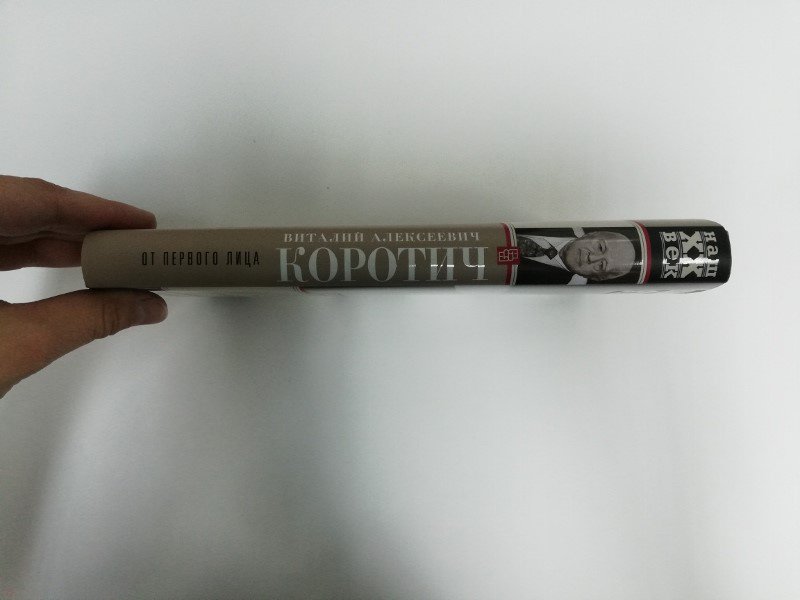 ОТ ПЕРВОГО ЛИЦА
ВИТАЛИЙ АЛЕКСЕЕВИЧ
КОРОТИЧ
наш
XX
век